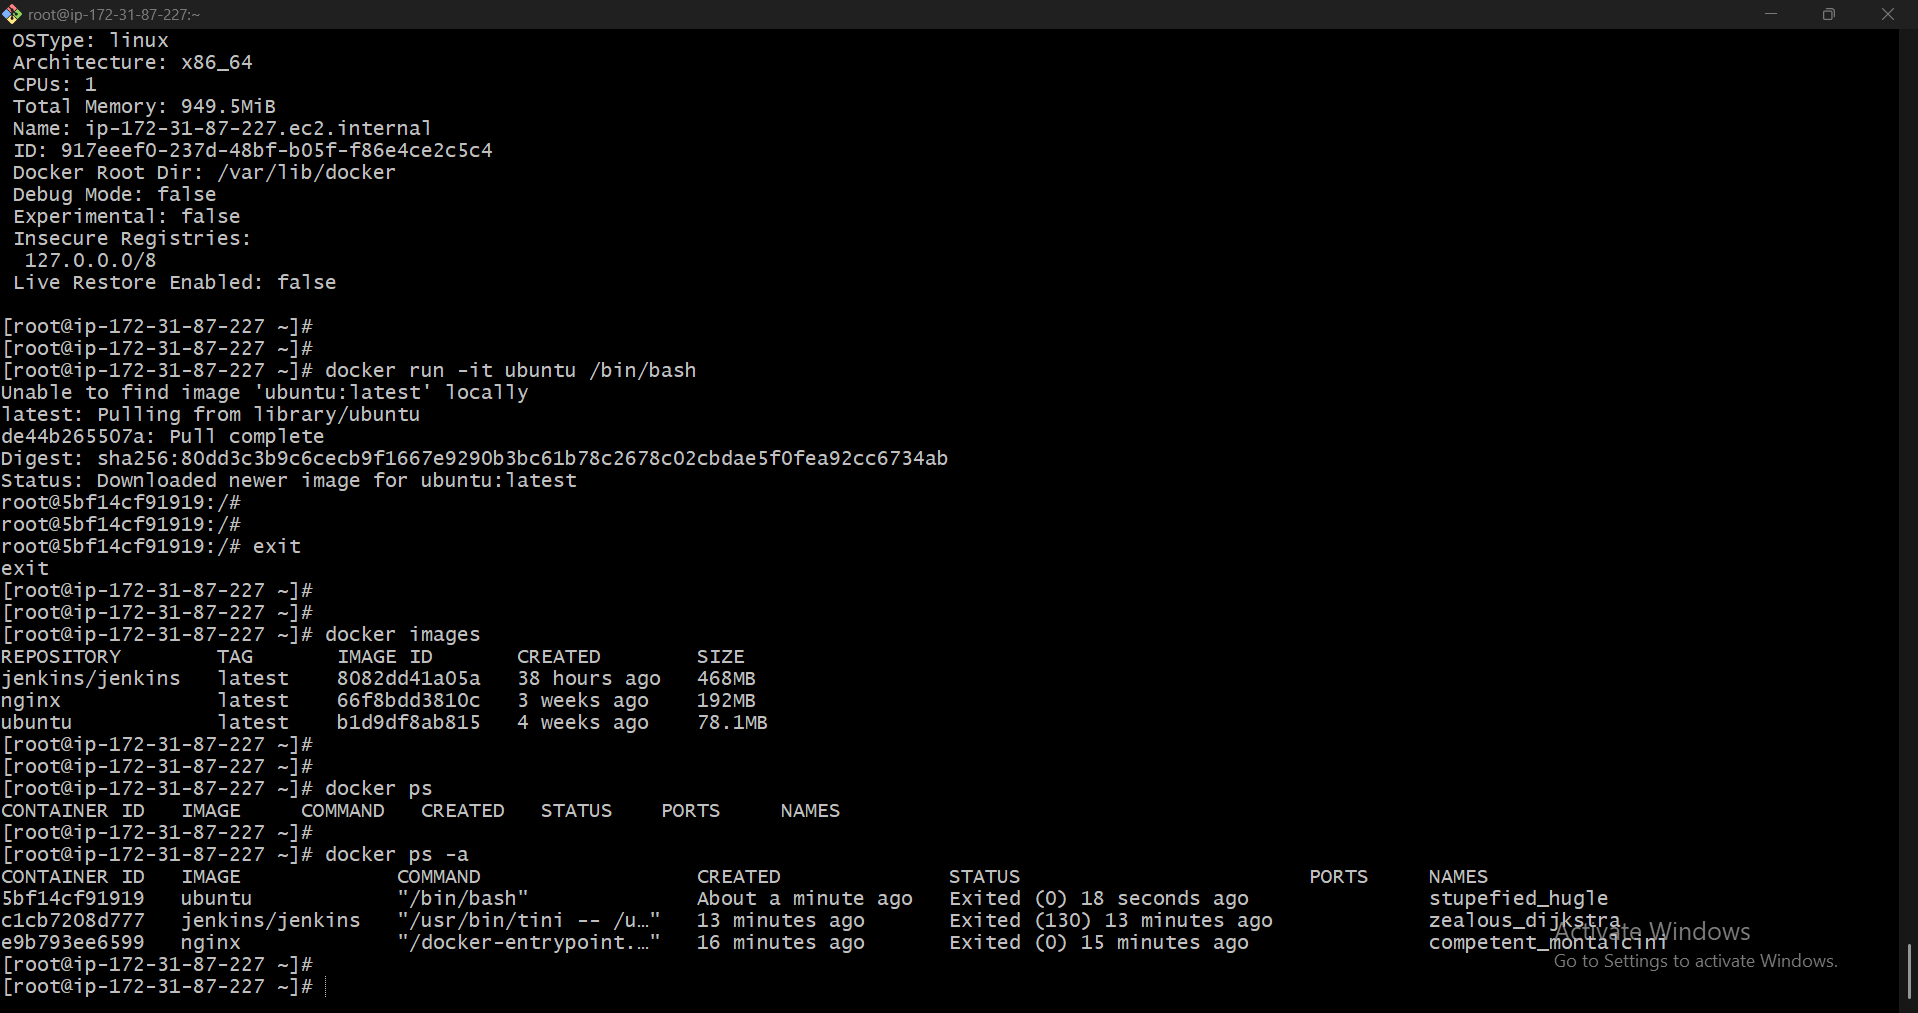 root@ip-172-31-87-227:~
OSType: linux
Architecture: x86_64
CPUs: 1
Total Memory: 949.5MiB
Name: ip-172-31-87-227.ec2.internal
ID: 917eeef0-237d-48bf-b05f-f86e4ce2c5c4
Docker Root Dir: /var/lib/docker
Debug Mode: false
Experimental: false
Insecure Registries:
127.0.0.0/8
Live Restore Enabled: false
[root@ip-172-31-87-227 ~]#
[root@ip-172-31-87-227 ~]#
[root@ip-172-31-87-227 ~]# docker run -it ubuntu /bin/bash
Unable to find image 'ubuntu:latest' locally
latest: Pulling from library/ubuntu
de44b265507a: Pull complete
Digest: sha256:80dd3c3b9c6cecb9f1667e9290b3bc61b78c2678c02cbdae5f0fea92cc6734ab
Status: Downloaded newer image for ubuntu:latest
root@5bf14cf91919:/#
root@5bf14cf91919:/#
root@5bf14cf91919:/# exit
exit
[root@ip-172-31-87-227 ~]#
[root@ip-172-31-87-227 ~]#
[root@ip-172-31-87-227 ~]# docker images
REPOSITORY TAG IMAGE ID CREATED SIZE
jenkins/jenkins latest 8082dd41a05a 38 hours ago 468MB
nginx latest 66f8bdd3810c 3 weeks ago 192MB
ubuntu latest b1d9df8ab815 4 weeks ago 78.1MB
[root@ip-172-31-87-227 ~]#
[root@ip-172-31-87-227 ~]#
[root@ip-172-31-87-227 ~]# docker ps
CONTAINER ID IMAGE COMMAND CREATED STATUS PORTS NAMES
[root@ip-172-31-87-227 ~]#
[root@ip-172-31-87-227 ~]# docker ps -a
CONTAINER ID IMAGE COMMAND CREATED STATUS PORTS NAMES
5bf14cf91919 ubuntu "/bin/bash" About a minute ago Exited (0) 18 seconds ago stupefied_hugle
c1cb7208d777 jenkins/jenkins "/usr/bin/tini -- /u…" 13 minutes ago Exited (130) 13 minutes ago zealous_dijkstra
e9b793ee6599 nginx "/docker-entrypoint.…" 16 minutes ago Exited (0) 15 minutes ago competent_montalcini
[root@ip-172-31-87-227 ~]#
[root@ip-172-31-87-227 ~]#
Activate Windows
Go to Settings to activate Windows.